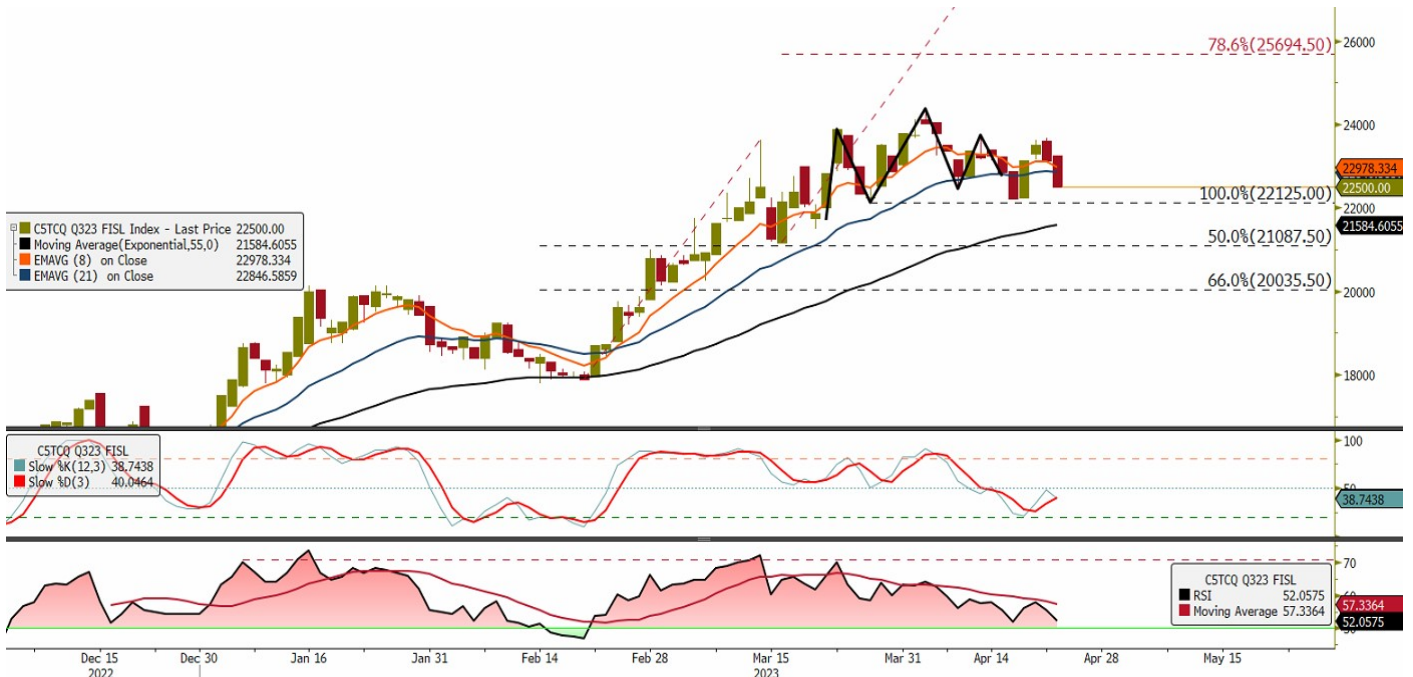 78.6%(25694.50)
26000
24000
22978.334
22500.00
100.0%(22125.00)
22000
21584.6055
50.0%(21087.50)
66.0%(20035.50)
20000
18000
C5TCQ Q323 FISL Index - Last Price 22500.00
Moving Average(Exponential,55,0) 21584.6055
EMAVG (8) on Close 22978.334
EMAVG (21) on Close 22846.5859
C5TCQ Q323 FISL
Slow %K(12,3) 38.7438
Slow %D(3) 40.0464
100
38.7438
C5TCQ Q323 FISL
RSI 52.0575
Moving Average 57.3364
70
57.3364
52.0575
Dec 15 Dec 30 Jan 16 Jan 31 Feb 14 Feb 28 Mar 15 Mar 31 Apr 14 Apr 28 May 15
2022 2023